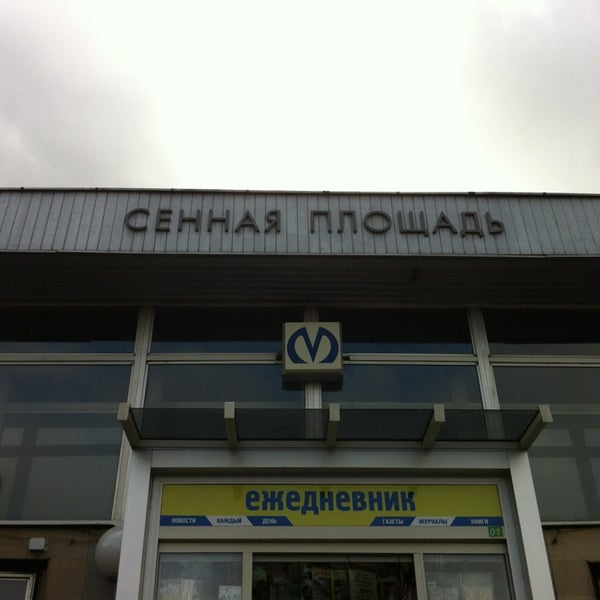 СЕННАЯ ПЛОЩАДЬ
М
ежедневник
НОВОСТИ КАЖДЫЙ ДЕНЬ ГАЗЕТЫ ЖУРНАЛЫ КНИГИ
01